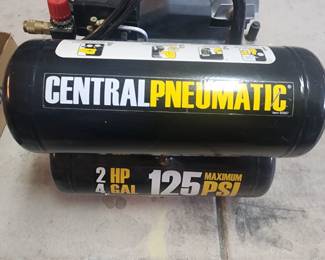 CENTRALPNEUMATIC®
2 HP
4 GAL
125
MAXIMUM
PSI